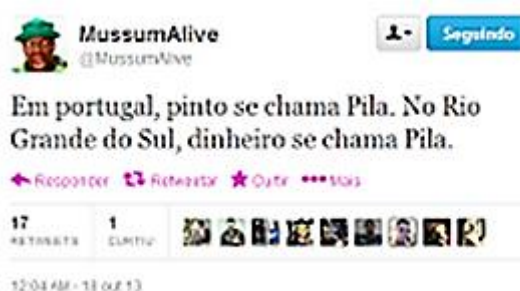 MussumAlive
Seguindo
@MussumAlive
Em portugal, pinto se chama Pila. No Rio
Grande do Sul, dinheiro se chama Pila.
Responder Retweetar Curtir Mais
17 1
RETWEETS CURTIU
12:04 AM - 13 out 13